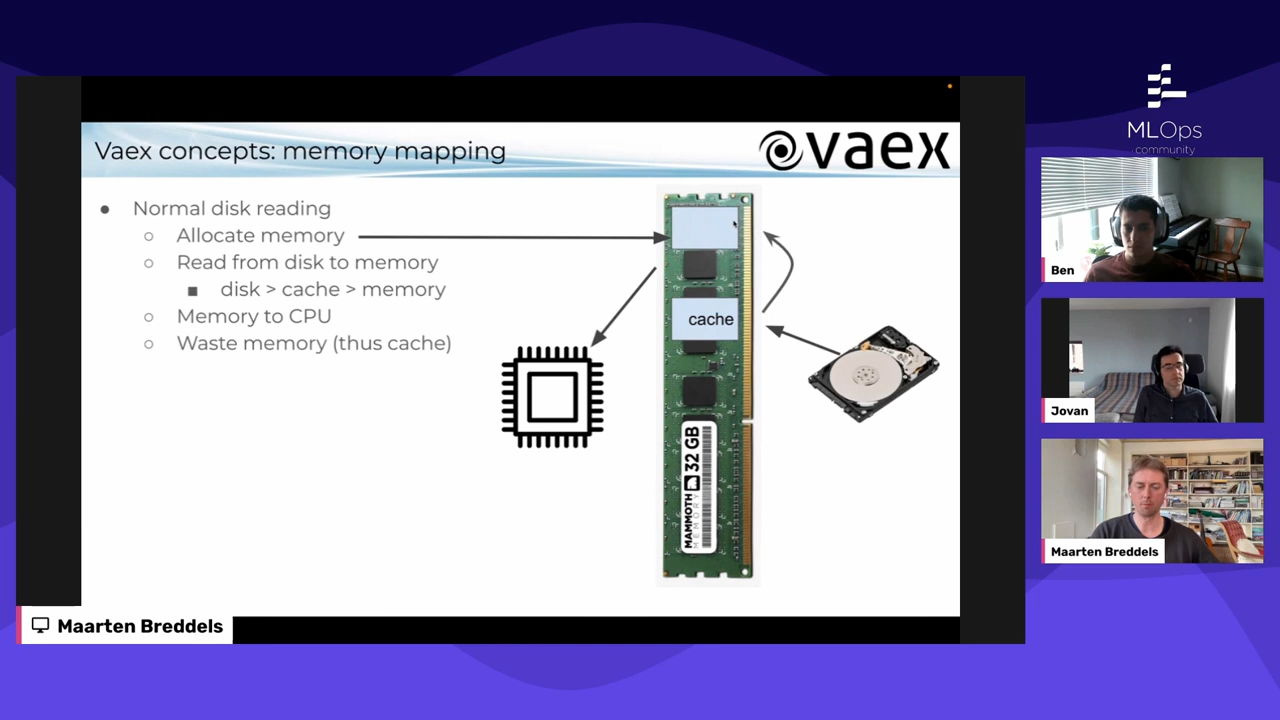 Vaex concepts: memory mapping
vaex
Normal disk reading
Allocate memory
Read from disk to memory
disk > cache > memory
Memory to CPU
Waste memory (thus cache)
cache
32 GB
MAMMOTH
MEMORY
Maarten Breddels
MLOps
community
Ben
Jovan
Maarten Breddels